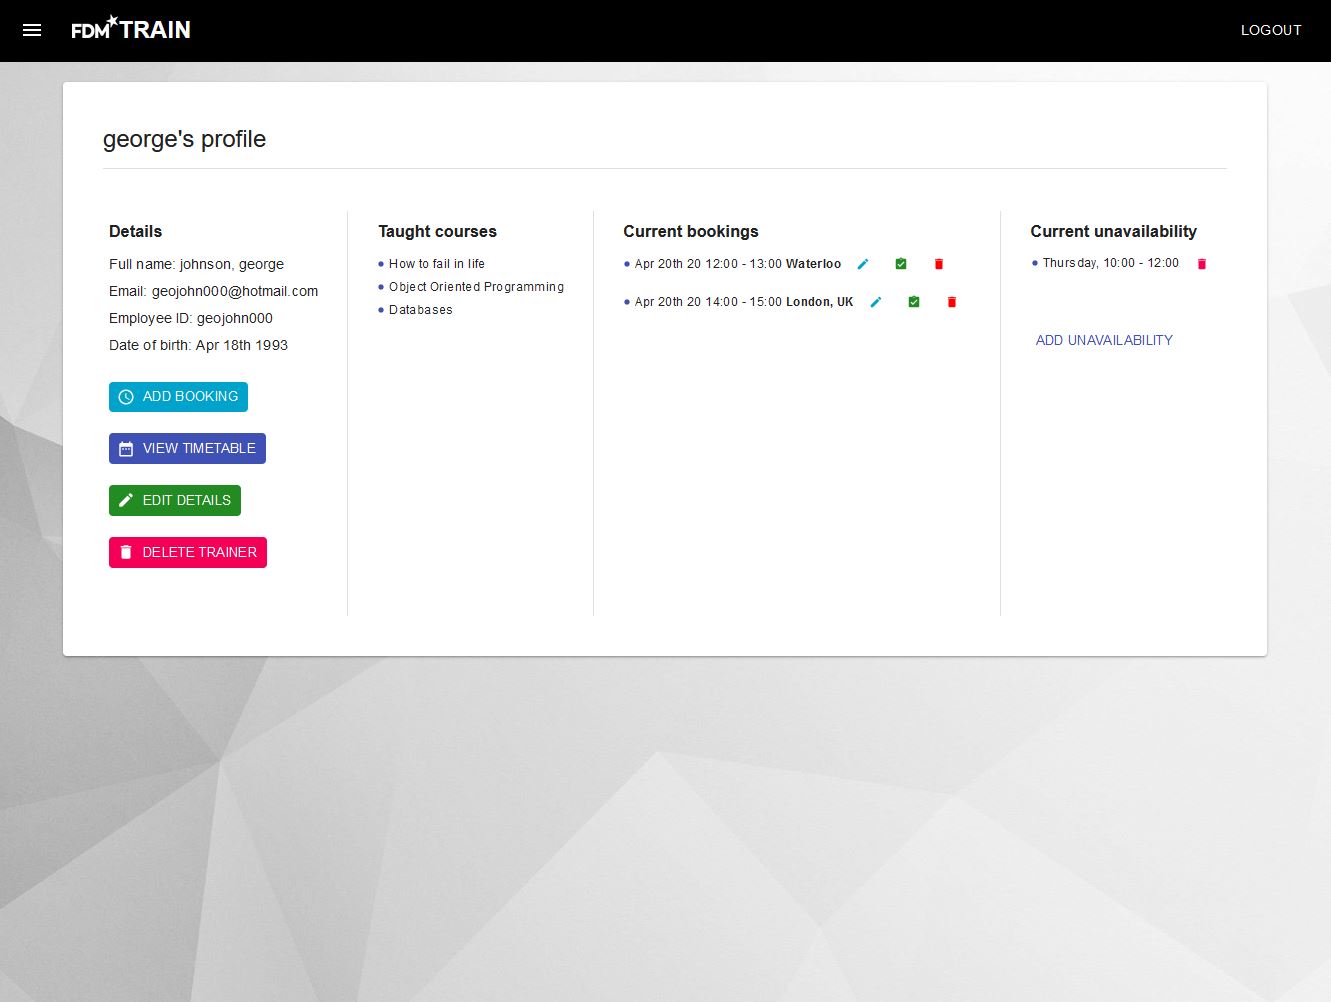 FDM TRAIN
LOGOUT
george's profile
Details
Full name: johnson, george
Email: geojohn000@hotmail.com
Employee ID: geojohn000
Date of birth: Apr 18th 1993
ADD BOOKING
VIEW TIMETABLE
EDIT DETAILS
DELETE TRAINER
Taught courses
How to fail in life
Object Oriented Programming
Databases
Current bookings
Apr 20th 20 12:00 - 13:00 Waterloo
Apr 20th 20 14:00 - 15:00 London, UK
Current unavailability
Thursday, 10:00 - 12:00
ADD UNAVAILABILITY